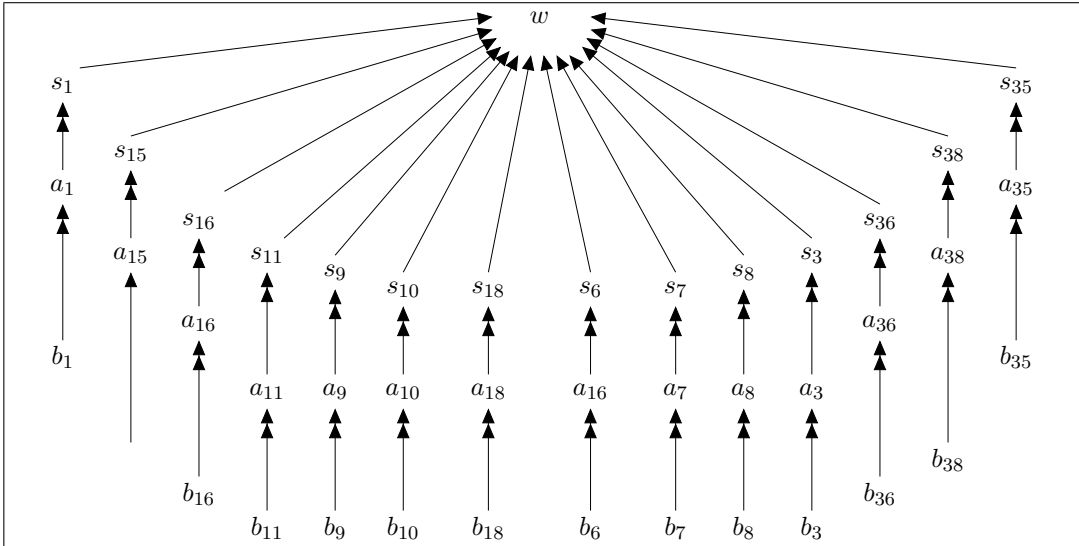 w
s₁ s₃₅
s₁₅ s₃₈
a₁ a₃₅
s₁₆ s₃₆
a₁₅ s₁₁ s₃ a₃₈
s₉ s₈
s₁₀ s₁₈ s₆ s₇
a₁₆ a₃₆
b₁ b₃₅
a₁₁ a₉ a₁₀ a₁₈ a₁₆ a₇ a₈ a₃
b₃₈
b₁₆ b₃₆
b₁₁ b₉ b₁₀ b₁₈ b₆ b₇ b₈ b₃